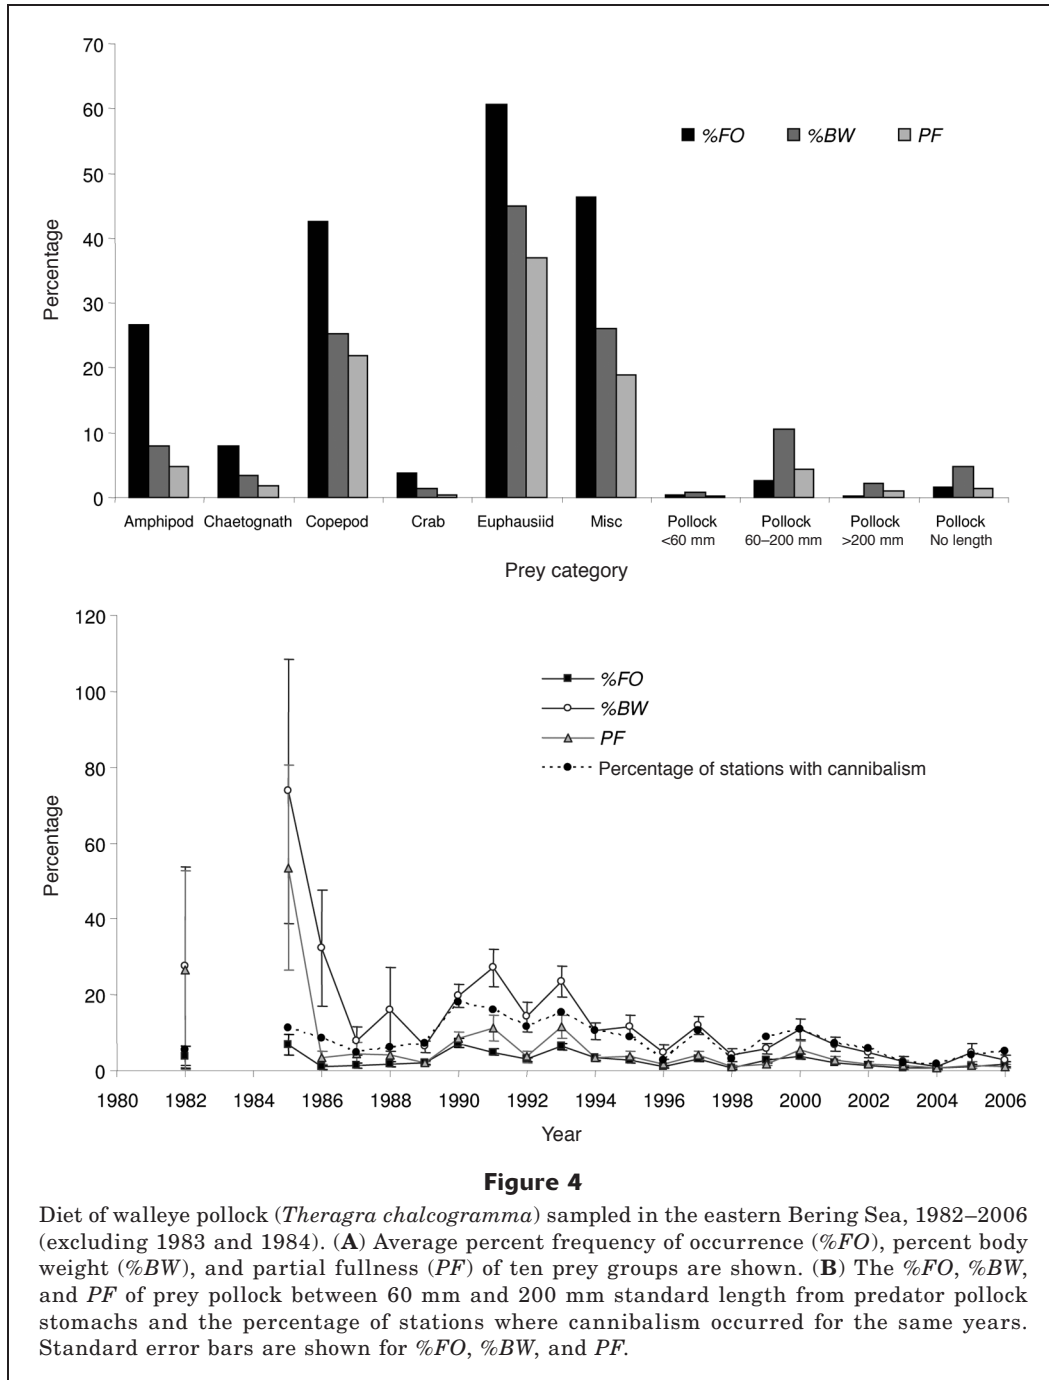 70
60
50
40
30
20
10
0
Percentage
%FO %BW PF
Amphipod Chaetognath Copepod Crab Euphausiid Misc Pollock Pollock Pollock Pollock
<60 mm 60–200 mm >200 mm No length
Prey category
120
100
80
60
40
20
0
Percentage
%FO
%BW
PF
Percentage of stations with cannibalism
1980 1982 1984 1986 1988 1990 1992 1994 1996 1998 2000 2002 2004 2006
Year
Figure 4
Diet of walleye pollock (Theragra chalcogramma) sampled in the eastern Bering Sea, 1982–2006
(excluding 1983 and 1984). (A) Average percent frequency of occurrence (%FO), percent body
weight (%BW), and partial fullness (PF) of ten prey groups are shown. (B) The %FO, %BW,
and PF of prey pollock between 60 mm and 200 mm standard length from predator pollock
stomachs and the percentage of stations where cannibalism occurred for the same years.
Standard error bars are shown for %FO, %BW, and PF.